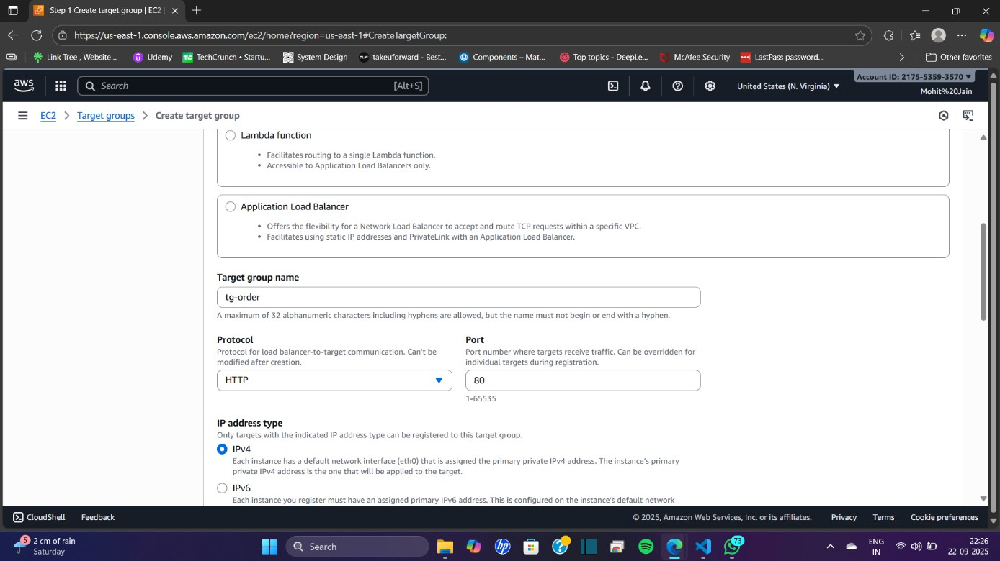 Step 1 Create target group | EC2 |
https://us-east-1.console.aws.amazon.com/ec2/home?region=us-east-1#CreateTargetGroup:
Link Tree , Website...
Udemy
TechCrunch • Startu...
System Design
takeuforward - Best...
Components – Mat...
Top topics - DeepLe...
McAfee Security
LastPass password...
Other favorites
aws
Search
[Alt+S]
United States (N. Virginia)
Account ID: 2175-5359-3570
Mohit%20Jain
EC2
Target groups
Create target group
Lambda function
• Facilitates routing to a single Lambda function.
• Accessible to Application Load Balancers only.
Application Load Balancer
• Offers the flexibility for a Network Load Balancer to accept and route TCP requests within a specific VPC.
• Facilitates using static IP addresses and PrivateLink with an Application Load Balancer.
Target group name
tg-order
A maximum of 32 alphanumeric characters including hyphens are allowed, but the name must not begin or end with a hyphen.
Protocol
Protocol for load balancer-to-target communication. Can't be
modified after creation.
HTTP
Port
Port number where targets receive traffic. Can be overridden for
individual targets during registration.
80
1-65535
IP address type
Only targets with the indicated IP address type can be registered to this target group.
IPv4
Each instance has a default network interface (eth0) that is assigned the primary private IPv4 address. The instance's primary
private IPv4 address is the one that will be applied to the target.
IPv6
Each instance you register must have an assigned primary IPv6 address. This is configured on the instance's default network
CloudShell
Feedback
© 2025, Amazon Web Services, Inc. or its affiliates.
Privacy
Terms
Cookie preferences
5
2 cm of rain
Saturday
Search
73
ENG
IN
22:26
22-09-2025